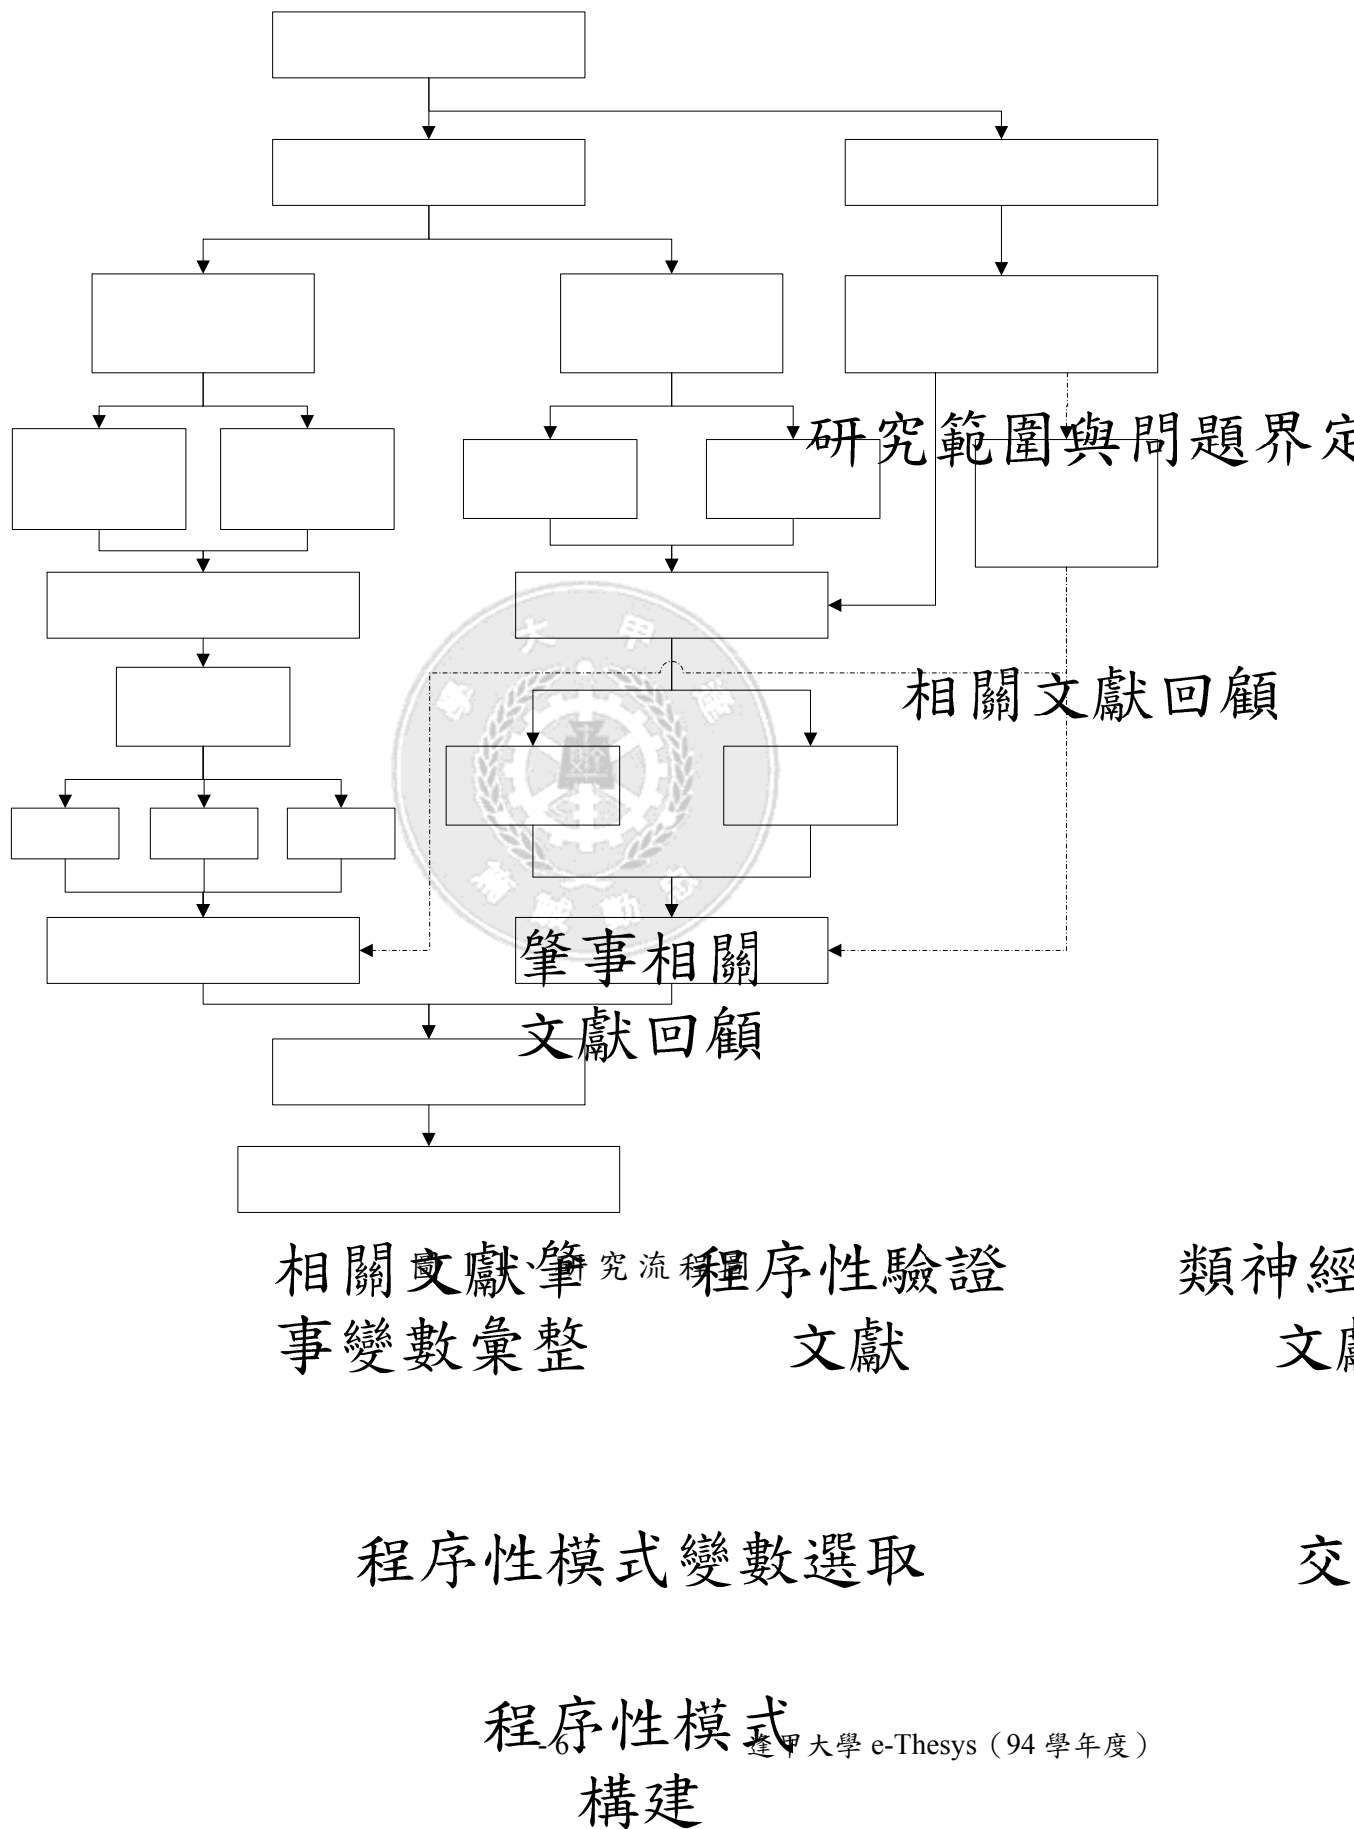 研究範圍與問題界定
相關文獻回顧
肇事相關
文獻回顧
相關文獻肇
事變數彙整
程序性驗證
文獻
類神經
文獻
研究流程圖
程序性模式變數選取
交
程序性模式
構建
- 6 -
逢甲大學 e-Thesys（94 學年度）